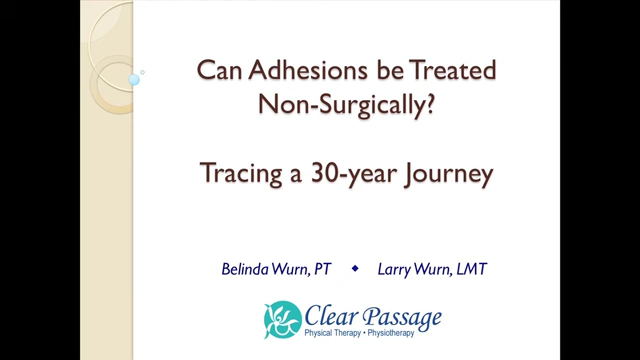 Can Adhesions be Treated
Non-Surgically?
Tracing a 30-year Journey
Belinda Wurn, PT ◆ Larry Wurn, LMT
Clear Passage
Physical Therapy • Physiotherapy